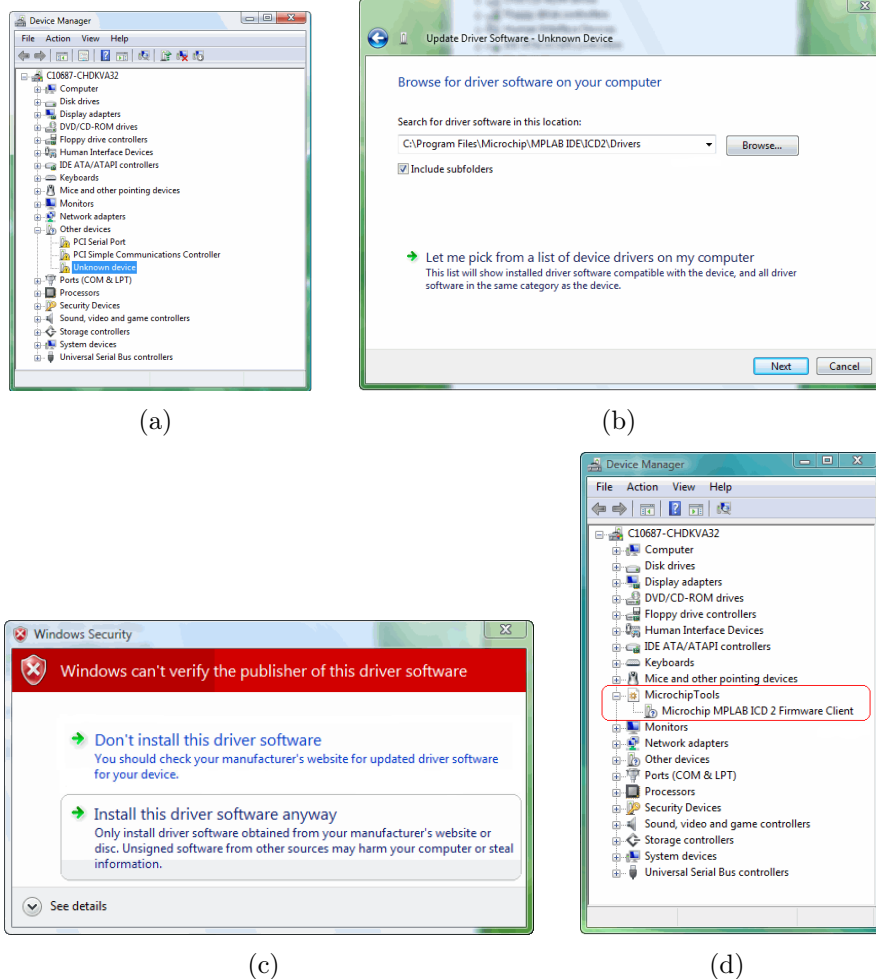 Device Manager
File Action View Help
C10687-CHDKVA32
Computer
Disk drives
Display adapters
DVD/CD-ROM drives
Floppy drive controllers
Human Interface Devices
IDE ATA/ATAPI controllers
Keyboards
Mice and other pointing devices
Monitors
Network adapters
Other devices
PCI Serial Port
PCI Simple Communications Controller
Unknown device
Ports (COM & LPT)
Processors
Security Devices
Sound, video and game controllers
Storage controllers
System devices
Universal Serial Bus controllers
(a)
Update Driver Software - Unknown Device
Browse for driver software on your computer
Search for driver software in this location:
C:\Program Files\Microchip\MPLAB IDE\ICD2\Drivers
Browse...
Include subfolders
Let me pick from a list of device drivers on my computer
This list will show installed driver software compatible with the device, and all driver
software in the same category as the device.
Next Cancel
(b)
Windows Security
Windows can't verify the publisher of this driver software
Don't install this driver software
You should check your manufacturer's website for updated driver software
for your device.
Install this driver software anyway
Only install driver software obtained from your manufacturer's website or
disc. Unsigned software from other sources may harm your computer or steal
information.
See details
(c)
Device Manager
File Action View Help
C10687-CHDKVA32
Computer
Disk drives
Display adapters
DVD/CD-ROM drives
Floppy drive controllers
Human Interface Devices
IDE ATA/ATAPI controllers
Keyboards
Mice and other pointing devices
MicrochipTools
Microchip MPLAB ICD 2 Firmware Client
Monitors
Network adapters
Other devices
Ports (COM & LPT)
Processors
Security Devices
Sound, video and game controllers
Storage controllers
System devices
Universal Serial Bus controllers
(d)